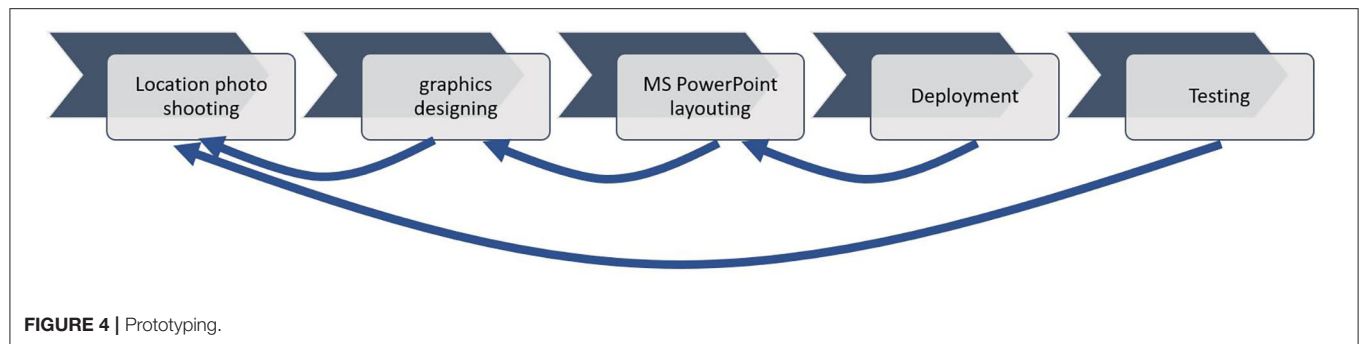 Location photo
shooting
graphics
designing
MS PowerPoint
layouting
Deployment
Testing
FIGURE 4 | Prototyping.